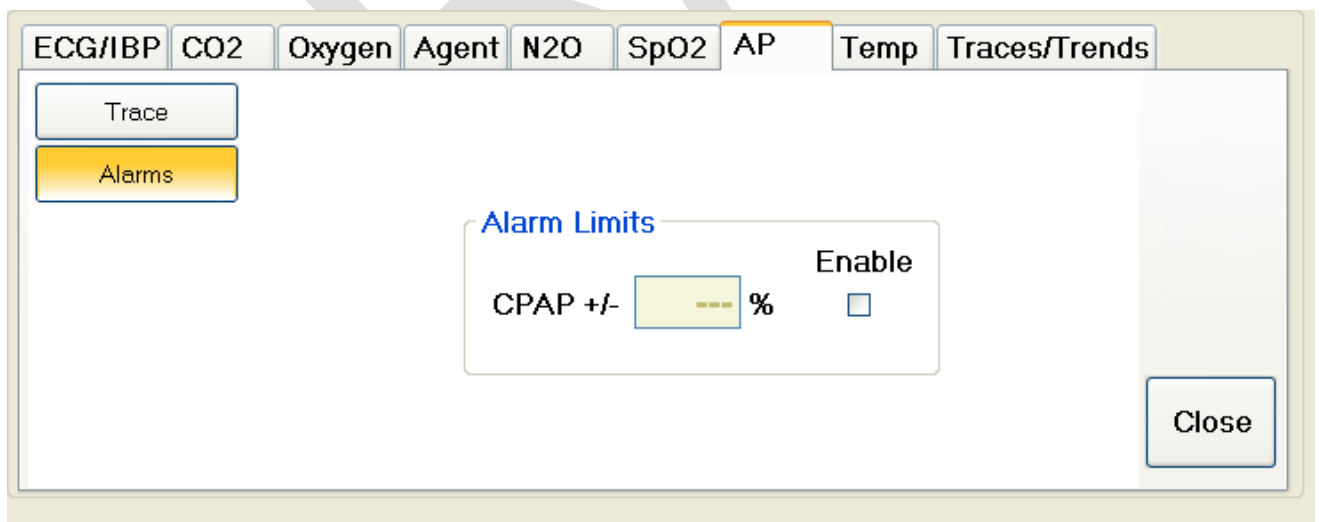 ECG/IBP CO2 Oxygen Agent N2O SpO2 AP Temp Traces/Trends
Trace
Alarms
Alarm Limits
Enable
CPAP +/- --- %
Close